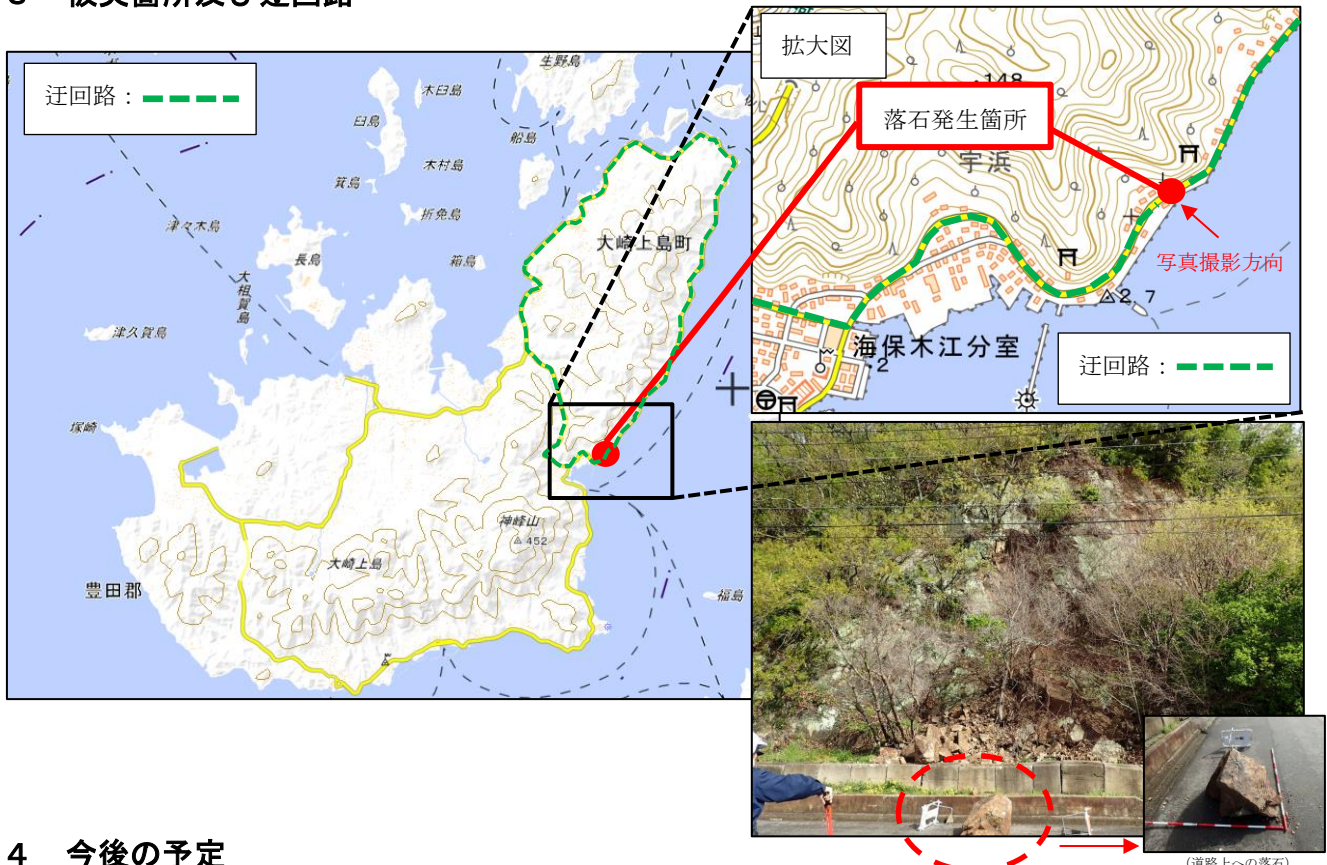 迂回路：
生野島
木臼島
臼島
船島
木村島
箕島
折免島
津々木島
大崎上島町
長島
箱島
大祖賀島
津久賀島
塚崎
神峰山
452
大崎上島
豊田郡
福島
拡大図
148
落石発生箇所
宇浜
写真撮影方向
2.7
海保木江分室
2
迂回路：
(道路上への落石)
4 今後の予定